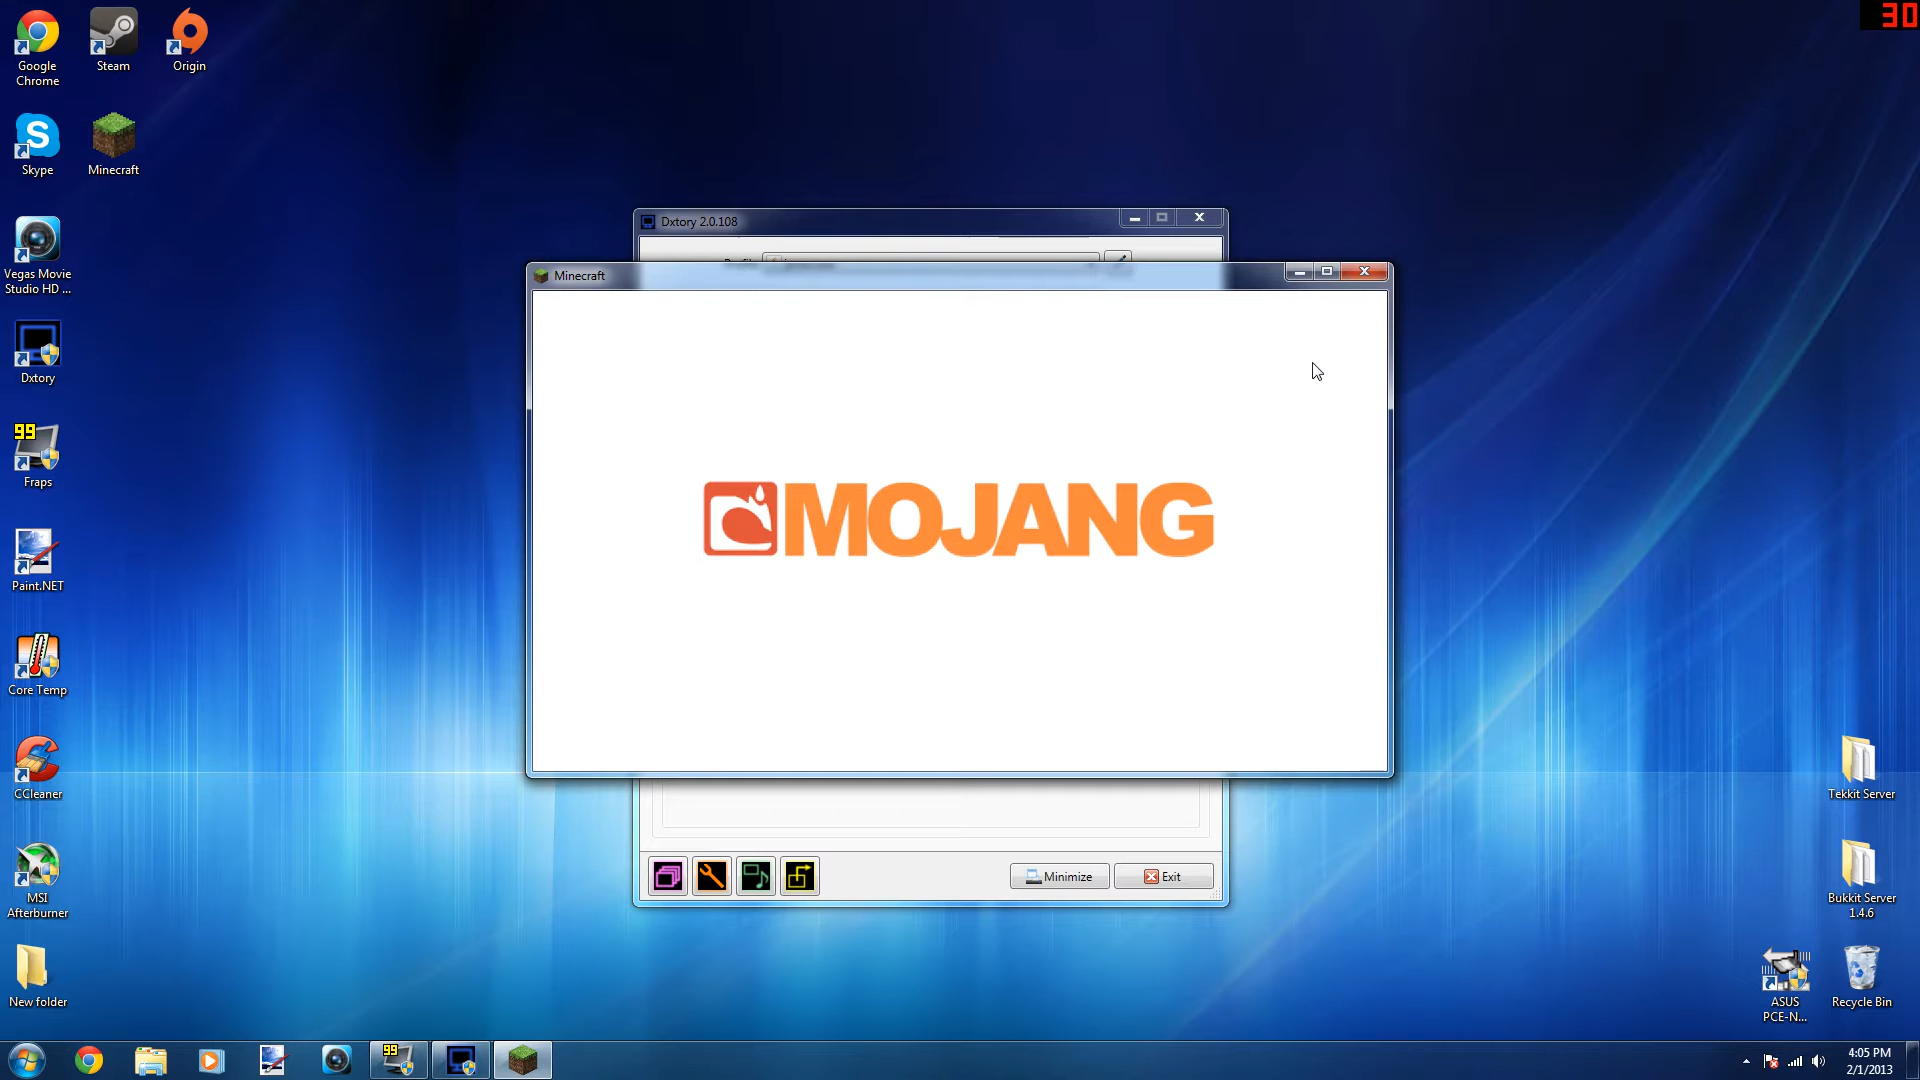 30
Google
Chrome
Steam
Origin
Skype
Minecraft
Vegas Movie
Studio HD ...
Dxtory
99
Fraps
Paint.NET
Core Temp
CCleaner
MSI
Afterburner
New folder
Dxtory 2.0.108
Minecraft
MOJANG
Minimize
Exit
Tekkit Server
Bukkit Server
1.4.6
ASUS
PCE-N...
Recycle Bin
99
4:05 PM
2/1/2013